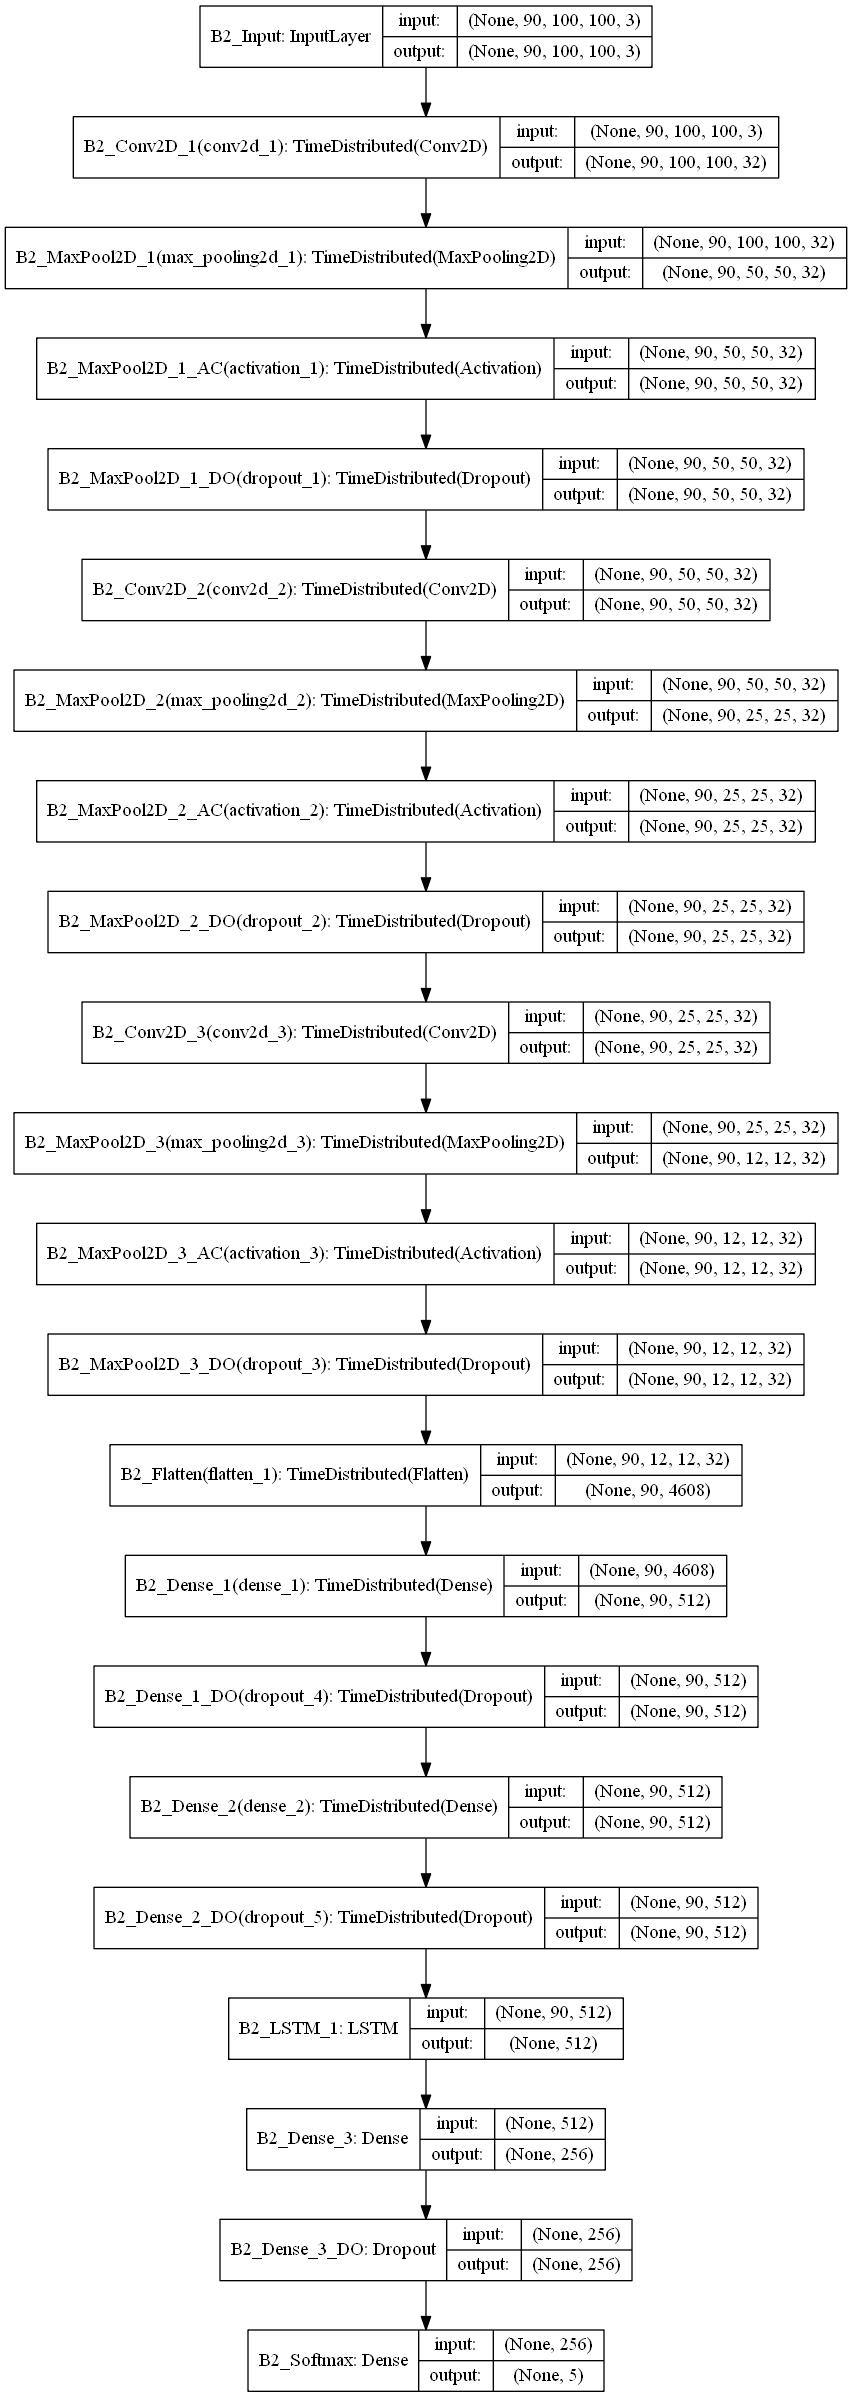 B2_Input: InputLayer
input: (None, 90, 100, 100, 3)
output: (None, 90, 100, 100, 3)
B2_Conv2D_1(conv2d_1): TimeDistributed(Conv2D)
input: (None, 90, 100, 100, 3)
output: (None, 90, 100, 100, 32)
B2_MaxPool2D_1(max_pooling2d_1): TimeDistributed(MaxPooling2D)
input: (None, 90, 100, 100, 32)
output: (None, 90, 50, 50, 32)
B2_MaxPool2D_1_AC(activation_1): TimeDistributed(Activation)
input: (None, 90, 50, 50, 32)
output: (None, 90, 50, 50, 32)
B2_MaxPool2D_1_DO(dropout_1): TimeDistributed(Dropout)
input: (None, 90, 50, 50, 32)
output: (None, 90, 50, 50, 32)
B2_Conv2D_2(conv2d_2): TimeDistributed(Conv2D)
input: (None, 90, 50, 50, 32)
output: (None, 90, 50, 50, 32)
B2_MaxPool2D_2(max_pooling2d_2): TimeDistributed(MaxPooling2D)
input: (None, 90, 50, 50, 32)
output: (None, 90, 25, 25, 32)
B2_MaxPool2D_2_AC(activation_2): TimeDistributed(Activation)
input: (None, 90, 25, 25, 32)
output: (None, 90, 25, 25, 32)
B2_MaxPool2D_2_DO(dropout_2): TimeDistributed(Dropout)
input: (None, 90, 25, 25, 32)
output: (None, 90, 25, 25, 32)
B2_Conv2D_3(conv2d_3): TimeDistributed(Conv2D)
input: (None, 90, 25, 25, 32)
output: (None, 90, 25, 25, 32)
B2_MaxPool2D_3(max_pooling2d_3): TimeDistributed(MaxPooling2D)
input: (None, 90, 25, 25, 32)
output: (None, 90, 12, 12, 32)
B2_MaxPool2D_3_AC(activation_3): TimeDistributed(Activation)
input: (None, 90, 12, 12, 32)
output: (None, 90, 12, 12, 32)
B2_MaxPool2D_3_DO(dropout_3): TimeDistributed(Dropout)
input: (None, 90, 12, 12, 32)
output: (None, 90, 12, 12, 32)
B2_Flatten(flatten_1): TimeDistributed(Flatten)
input: (None, 90, 12, 12, 32)
output: (None, 90, 4608)
B2_Dense_1(dense_1): TimeDistributed(Dense)
input: (None, 90, 4608)
output: (None, 90, 512)
B2_Dense_1_DO(dropout_4): TimeDistributed(Dropout)
input: (None, 90, 512)
output: (None, 90, 512)
B2_Dense_2(dense_2): TimeDistributed(Dense)
input: (None, 90, 512)
output: (None, 90, 512)
B2_Dense_2_DO(dropout_5): TimeDistributed(Dropout)
input: (None, 90, 512)
output: (None, 90, 512)
B2_LSTM_1: LSTM
input: (None, 90, 512)
output: (None, 512)
B2_Dense_3: Dense
input: (None, 512)
output: (None, 256)
B2_Dense_3_DO: Dropout
input: (None, 256)
output: (None, 256)
B2_Softmax: Dense
input: (None, 256)
output: (None, 5)